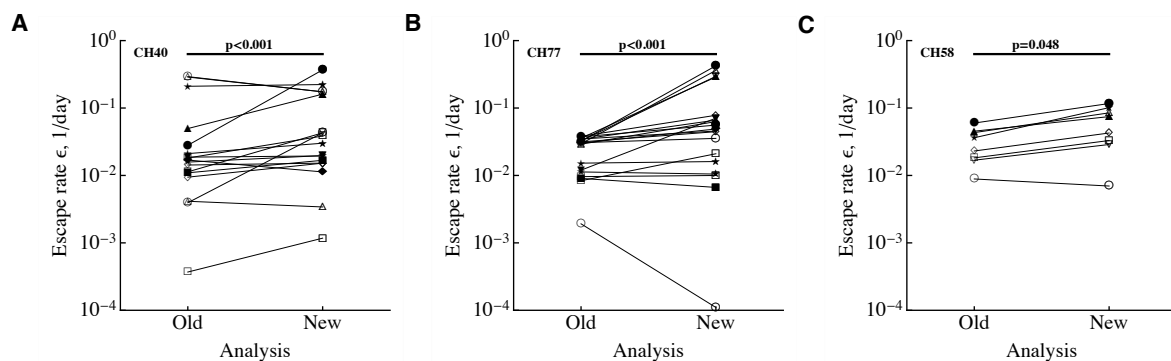 A
CH40
p<0.001
10^0
10^-1
10^-2
10^-3
10^-4
Escape rate ϵ, 1/day
Old
New
Analysis
B
CH77
p<0.001
10^0
10^-1
10^-2
10^-3
10^-4
Escape rate ϵ, 1/day
Old
New
Analysis
C
CH58
p=0.048
10^0
10^-1
10^-2
10^-3
10^-4
Escape rate ϵ, 1/day
Old
New
Analysis